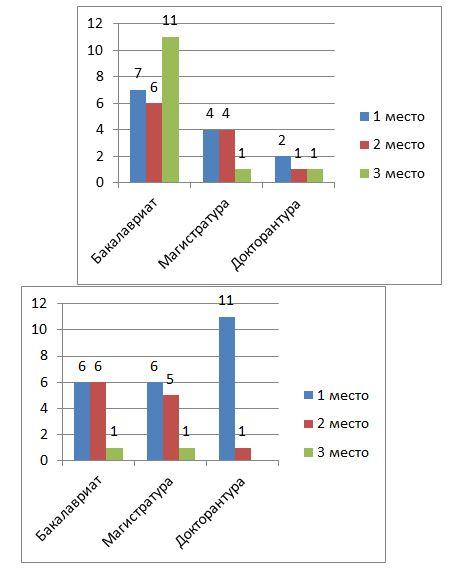 12
10
8
6
4
2
0
7
6
11
4
4
1
2
1
1
Бакалавриат
Магистратура
Докторантура
1 место
2 место
3 место
12
10
8
6
4
2
0
6
6
1
6
5
1
11
1
Бакалавриат
Магистратура
Докторантура
1 место
2 место
3 место